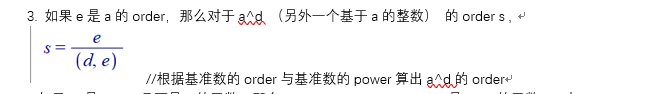 3. 如果 e 是 a 的 order，那么对于 a^d （另外一个基于 a 的整数） 的 order s，
s = e / (d, e)
//根据基准数的 order 与基准数的 power 算出 a^d 的 order